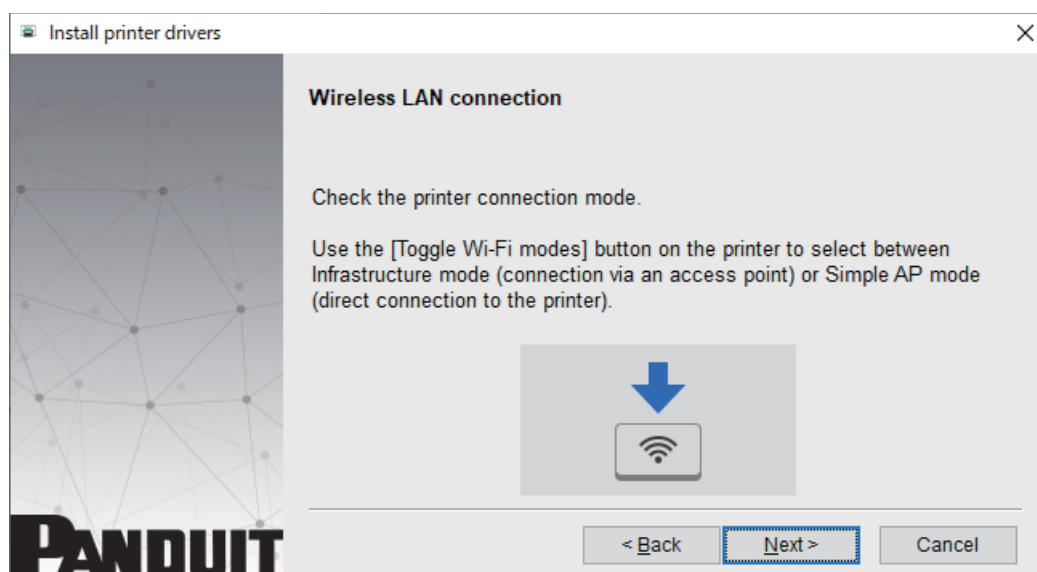 Install printer drivers
Wireless LAN connection
Check the printer connection mode.
Use the [Toggle Wi-Fi modes] button on the printer to select between
Infrastructure mode (connection via an access point) or Simple AP mode
(direct connection to the printer).
PANDUIT
< Back
Next >
Cancel